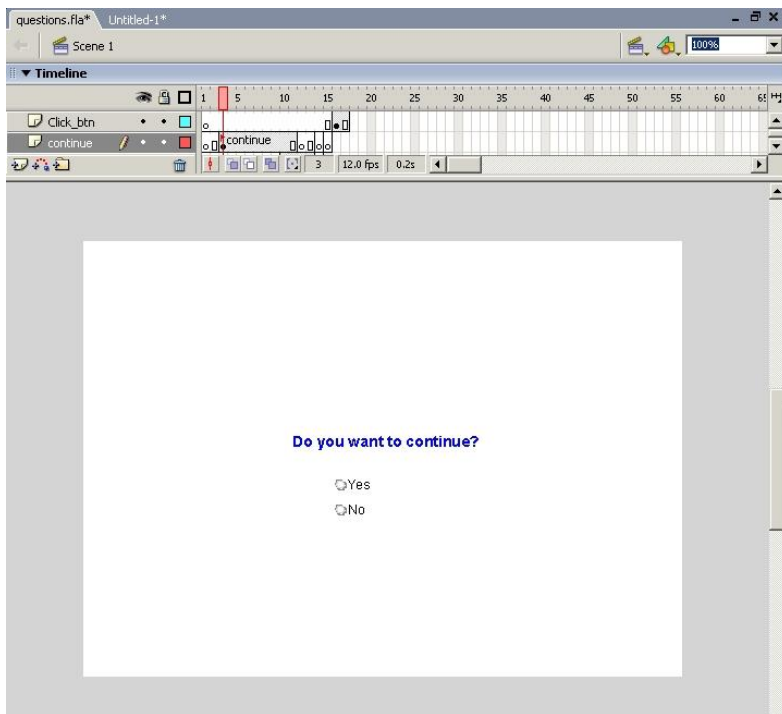 questions.fla* Untitled-1*
Scene 1 100%
Timeline
1 5 10 15 20 25 30 35 40 45 50 55 60 65
Click_btn
continue continue
3 12.0 fps 0.2s
Do you want to continue?
Yes
No